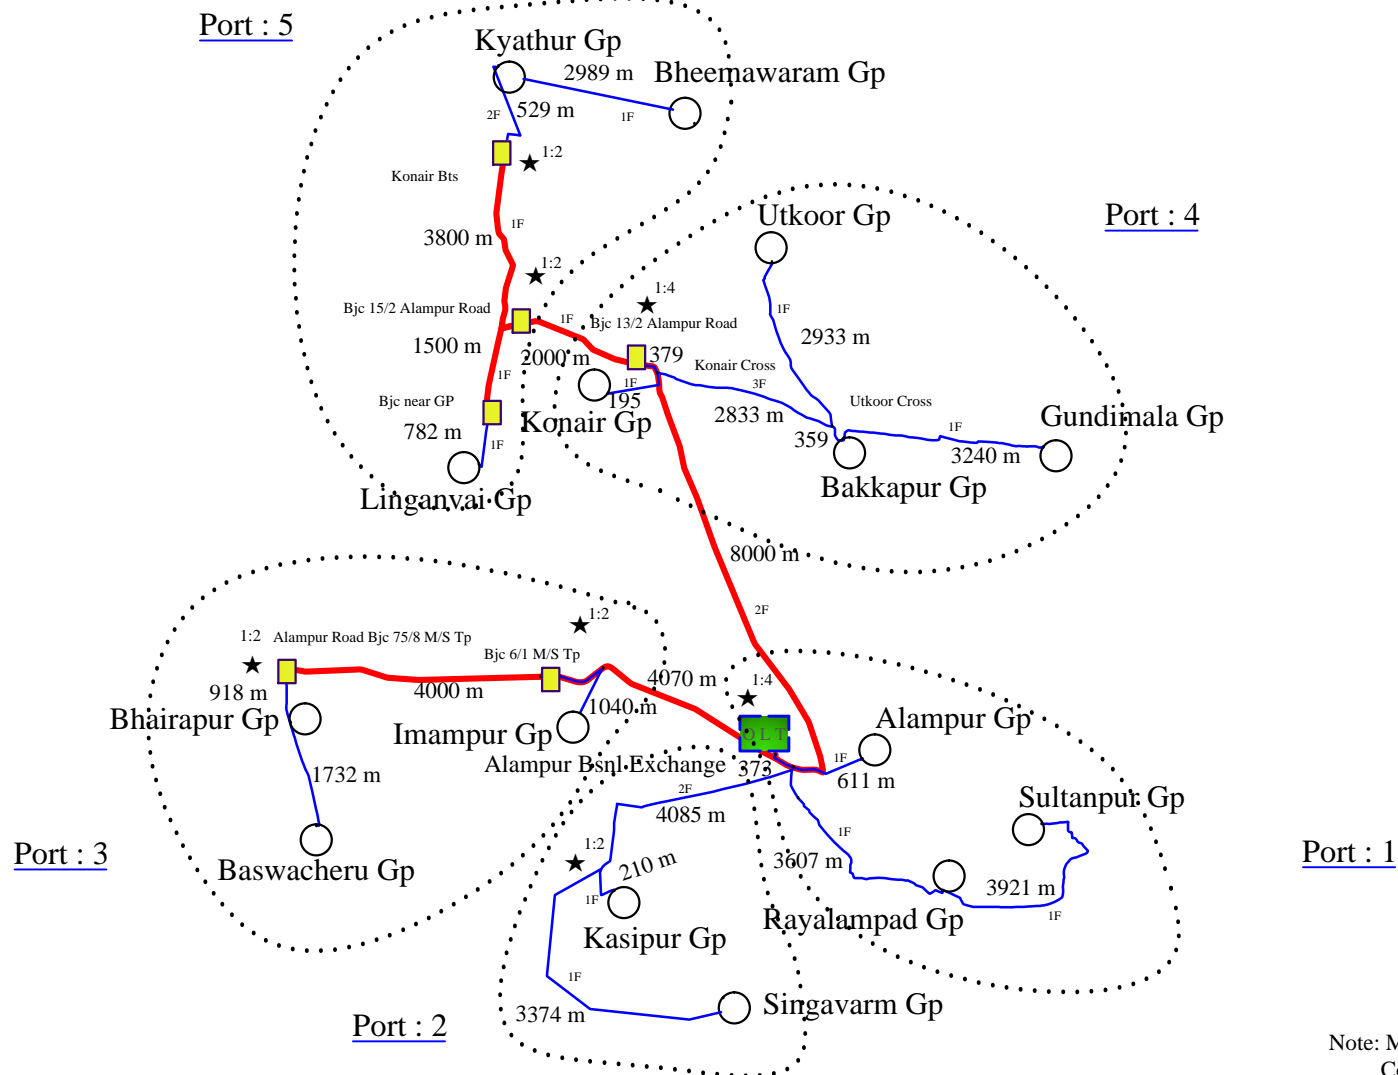 Port : 5
Kyathur Gp
2989 m
Bheemawaram Gp
2F
529 m
1F
1:2
Konair Bts
Utkoor Gp
Port : 4
1F
3800 m
1:2
1:4
Bjc 15/2 Alampur Road
1F
Bjc 13/2 Alampur Road
1F
2933 m
1500 m
2000 m
379
Konair Cross
1F
1F
3F
Bjc near GP
195
2833 m
Utkoor Cross
Gundimala Gp
782 m
Konair Gp
1F
359
1F
3240 m
Linganvai Gp
Bakkapur Gp
8000 m
2F
1:2
1:2
Alampur Road Bjc 75/8 M/S Tp
Bjc 6/1 M/S Tp
918 m
4000 m
4070 m
1:4
1040 m
Bhairapur Gp
Imampur Gp
Alampur Gp
O L T
1F
Alampur Bsnl Exchange
373
611 m
1732 m
2F
4085 m
Sultanpur Gp
1F
1:2
Port : 3
Baswacheru Gp
210 m
3607 m
Port : 1
3921 m
1F
1F
Kasipur Gp
Rayalampad Gp
1F
3374 m
Singavarm Gp
Port : 2
Note: M
C